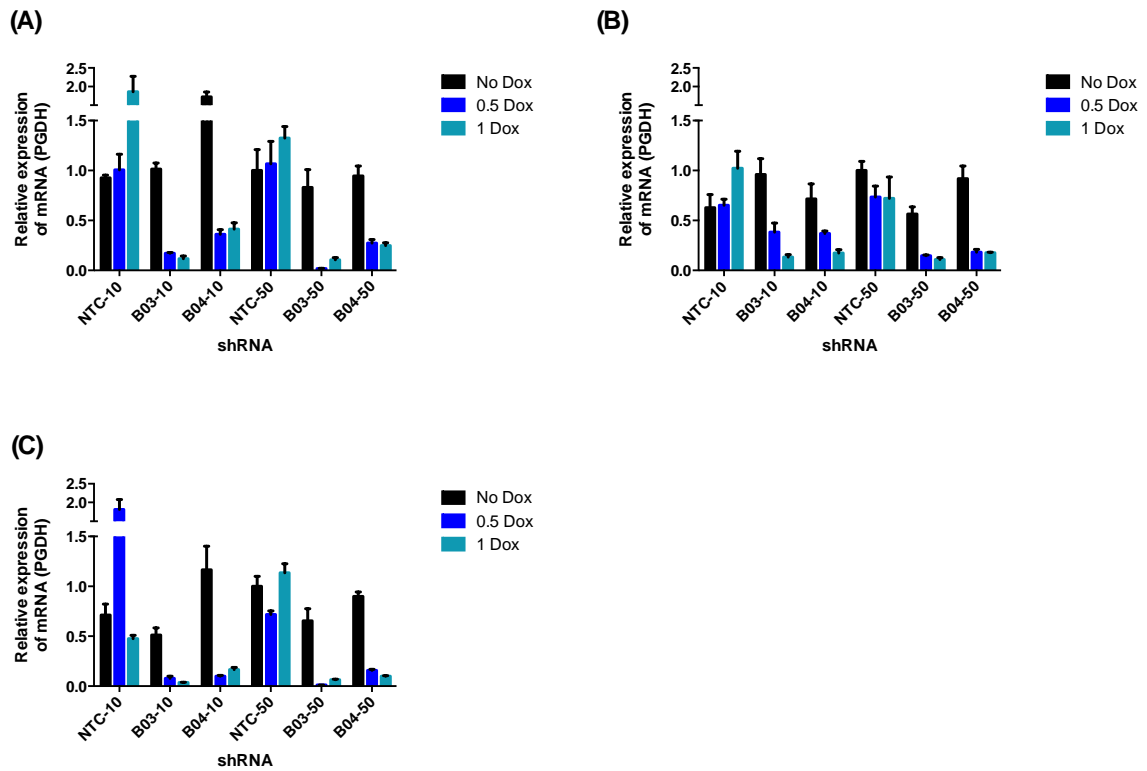 (A)
Relative expression
of mRNA (PGDH)
2.5
2.0
1.5
1.0
0.5
0.0
NTC-10
B03-10
B04-10
NTC-50
B03-50
B04-50
shRNA
No Dox
0.5 Dox
1 Dox
(B)
Relative expression
of mRNA (PGDH)
2.5
2.0
1.5
1.0
0.5
0.0
NTC-10
B03-10
B04-10
NTC-50
B03-50
B04-50
shRNA
No Dox
0.5 Dox
1 Dox
(C)
Relative expression
of mRNA (PGDH)
2.5
2.0
1.5
1.0
0.5
0.0
NTC-10
B03-10
B04-10
NTC-50
B03-50
B04-50
shRNA
No Dox
0.5 Dox
1 Dox